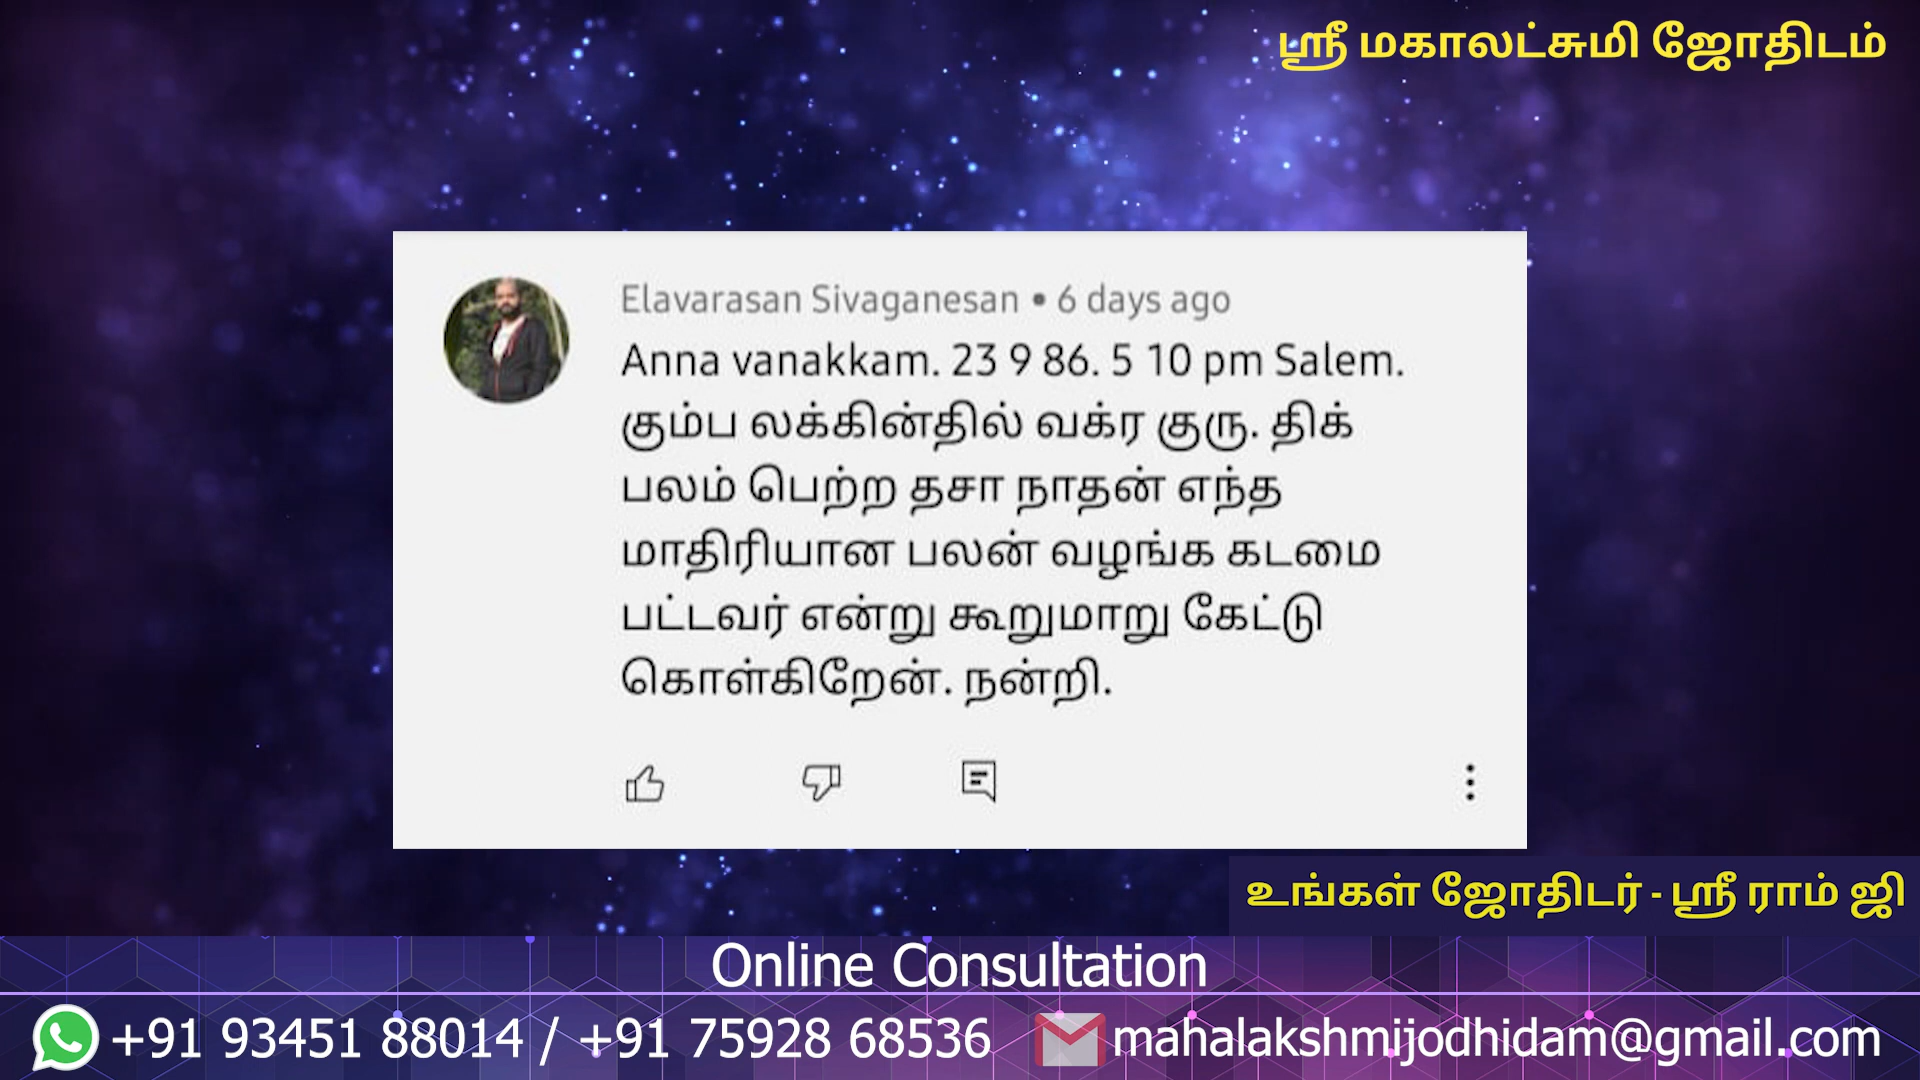 ஸ்ரீ மகாலட்சுமி ஜோதிடம்
Elavarasan Sivaganesan • 6 days ago
Anna vanakkam. 23 9 86. 5 10 pm Salem.
கும்ப லக்கின்தில் வக்ர குரு. திக்
பலம் பெற்ற தசா நாதன் எந்த
மாதிரியான பலன் வழங்க கடமை
பட்டவர் என்று கூறுமாறு கேட்டு
கொள்கிறேன். நன்றி.
உங்கள் ஜோதிடர் - ஸ்ரீ ராம் ஜி
Online Consultation
+91 93451 88014 / +91 75928 68536 mahalakshmijodhidam@gmail.com